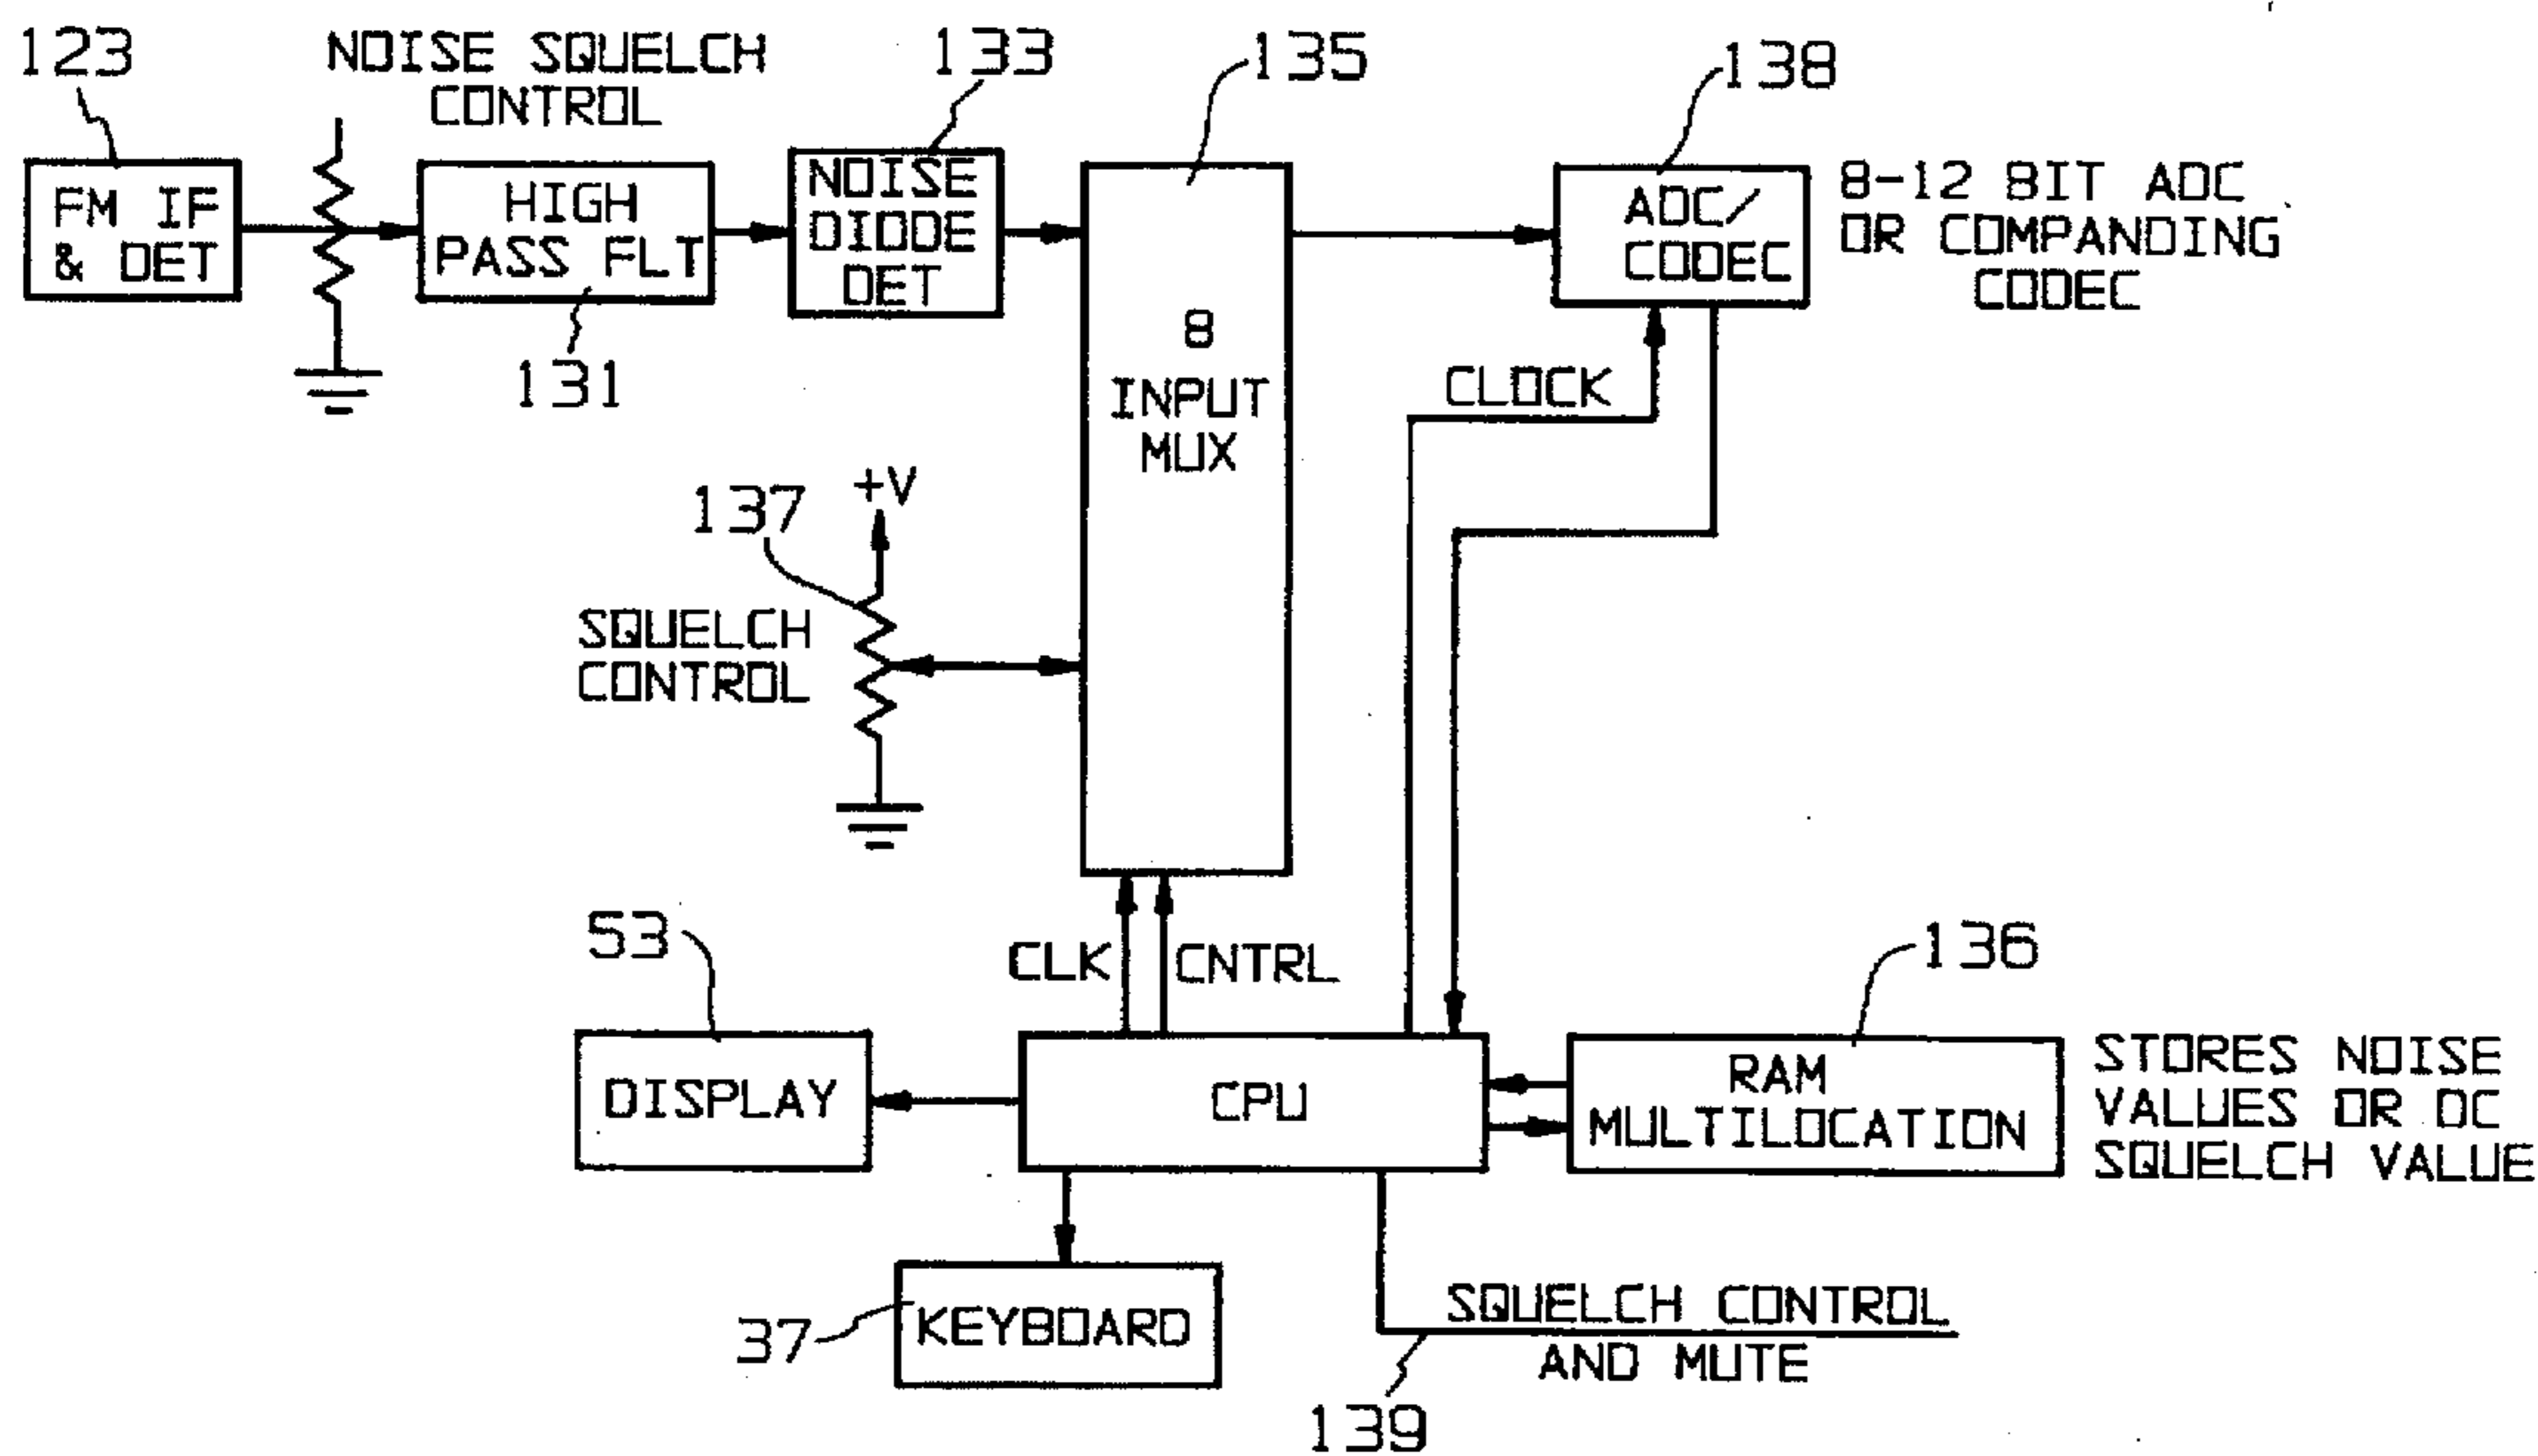 123
NOISE SQUELCH
CONTROL
133
135
138
FM IF
& DET
HIGH
PASS FLT
NOISE
DIODE
DET
ADC/
CODEC
8-12 BIT ADC
OR COMPANDING
CODEC
131
8
INPUT
MUX
CLOCK
+V
137
SQUELCH
CONTROL
53
CLK
CNTRL
136
DISPLAY
CPU
RAM
MULTILOCATION
STORES NOISE
VALUES OR DC
SQUELCH VALUE
37
KEYBOARD
SQUELCH CONTROL
AND MUTE
139